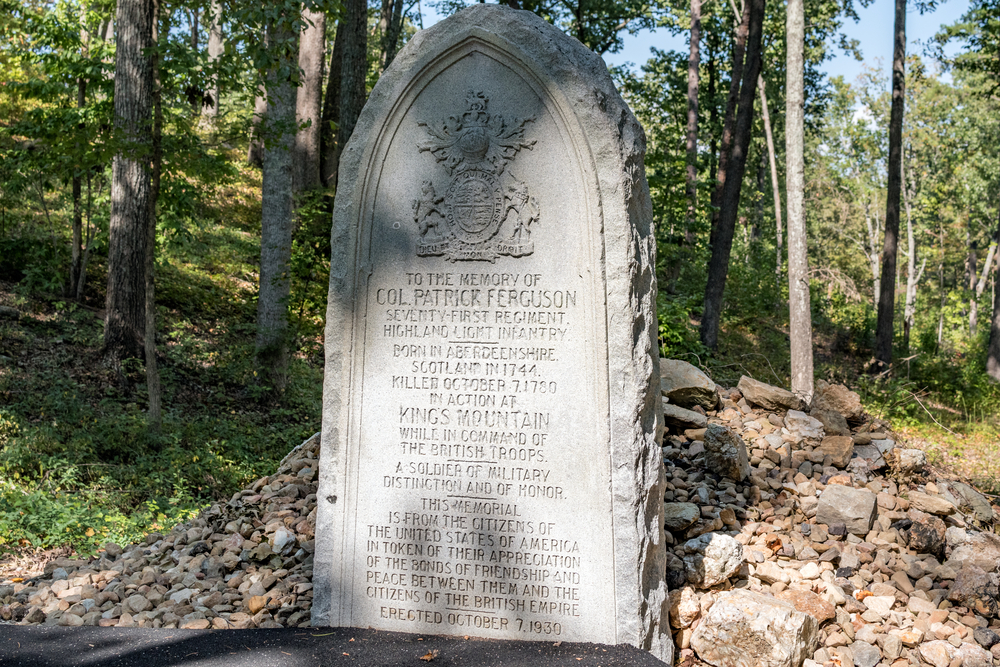 DIEU ET
MON
DROIT
TO THE MEMORY OF
COL. PATRICK FERGUSON
SEVENTY-FIRST REGIMENT.
HIGHLAND LIGHT INFANTRY.
BORN IN ABERDEENSHIRE.
SCOTLAND IN 1744.
KILLED OCTOBER 7.1780
IN ACTION AT
KINGS MOUNTAIN
WHILE IN COMMAND OF
THE BRITISH TROOPS.
A SOLDIER OF MILITARY
DISTINCTION AND OF HONOR.
THIS MEMORIAL
IS FROM THE CITIZENS OF
THE UNITED STATES OF AMERICA
IN TOKEN OF THEIR APPRECIATION
OF THE BONDS OF FRIENDSHIP AND
PEACE BETWEEN THEM AND THE
CITIZENS OF THE BRITISH EMPIRE
ERECTED OCTOBER 7.1930